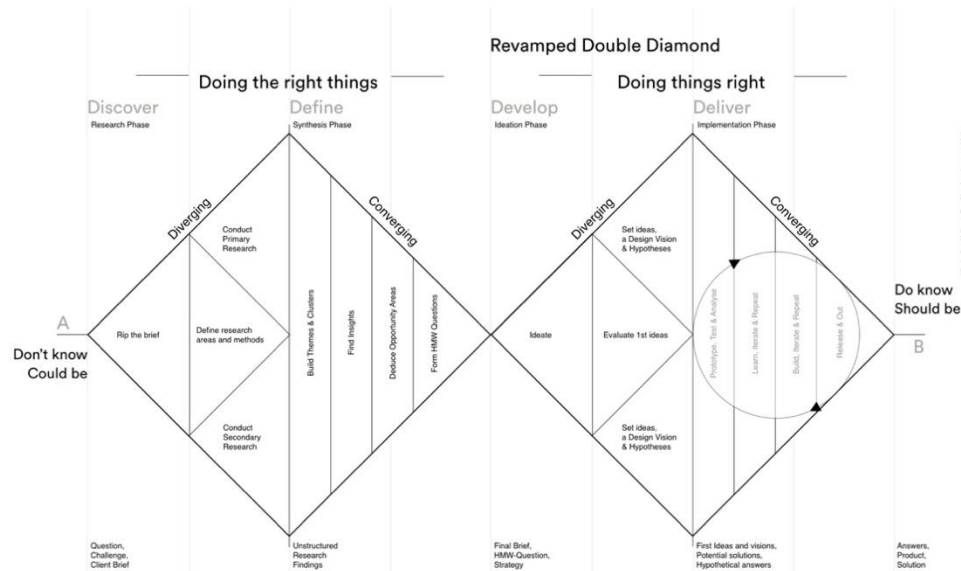 Revamped Double Diamond
Doing the right things
Doing things right
Discover
Research Phase
Define
Synthesis Phase
Develop
Ideation Phase
Deliver
Implementation Phase
Diverging
Converging
Diverging
Converging
A
Don't know
Could be
Rip the brief
Conduct
Primary
Research
Define research
areas and methods
Conduct
Secondary
Research
Build Themes & Clusters
Find Insights
Deduce Opportunity Areas
Form HMW Questions
Ideate
Set ideas,
a Design Vision
& Hypotheses
Evaluate 1st ideas
Set ideas,
a Design Vision
& Hypotheses
Prototype, Test & Analyse
Learn, Iterate & Repeat
Build, Iterate & Repeat
Release & Out
Do know
Should be
B
Question,
Challenge,
Client Brief
Unstructured
Research
Findings
Final Brief,
HMW-Question,
Strategy
First Ideas and visions,
Potential solutions,
Hypothetical answers
Answers,
Product,
Solution